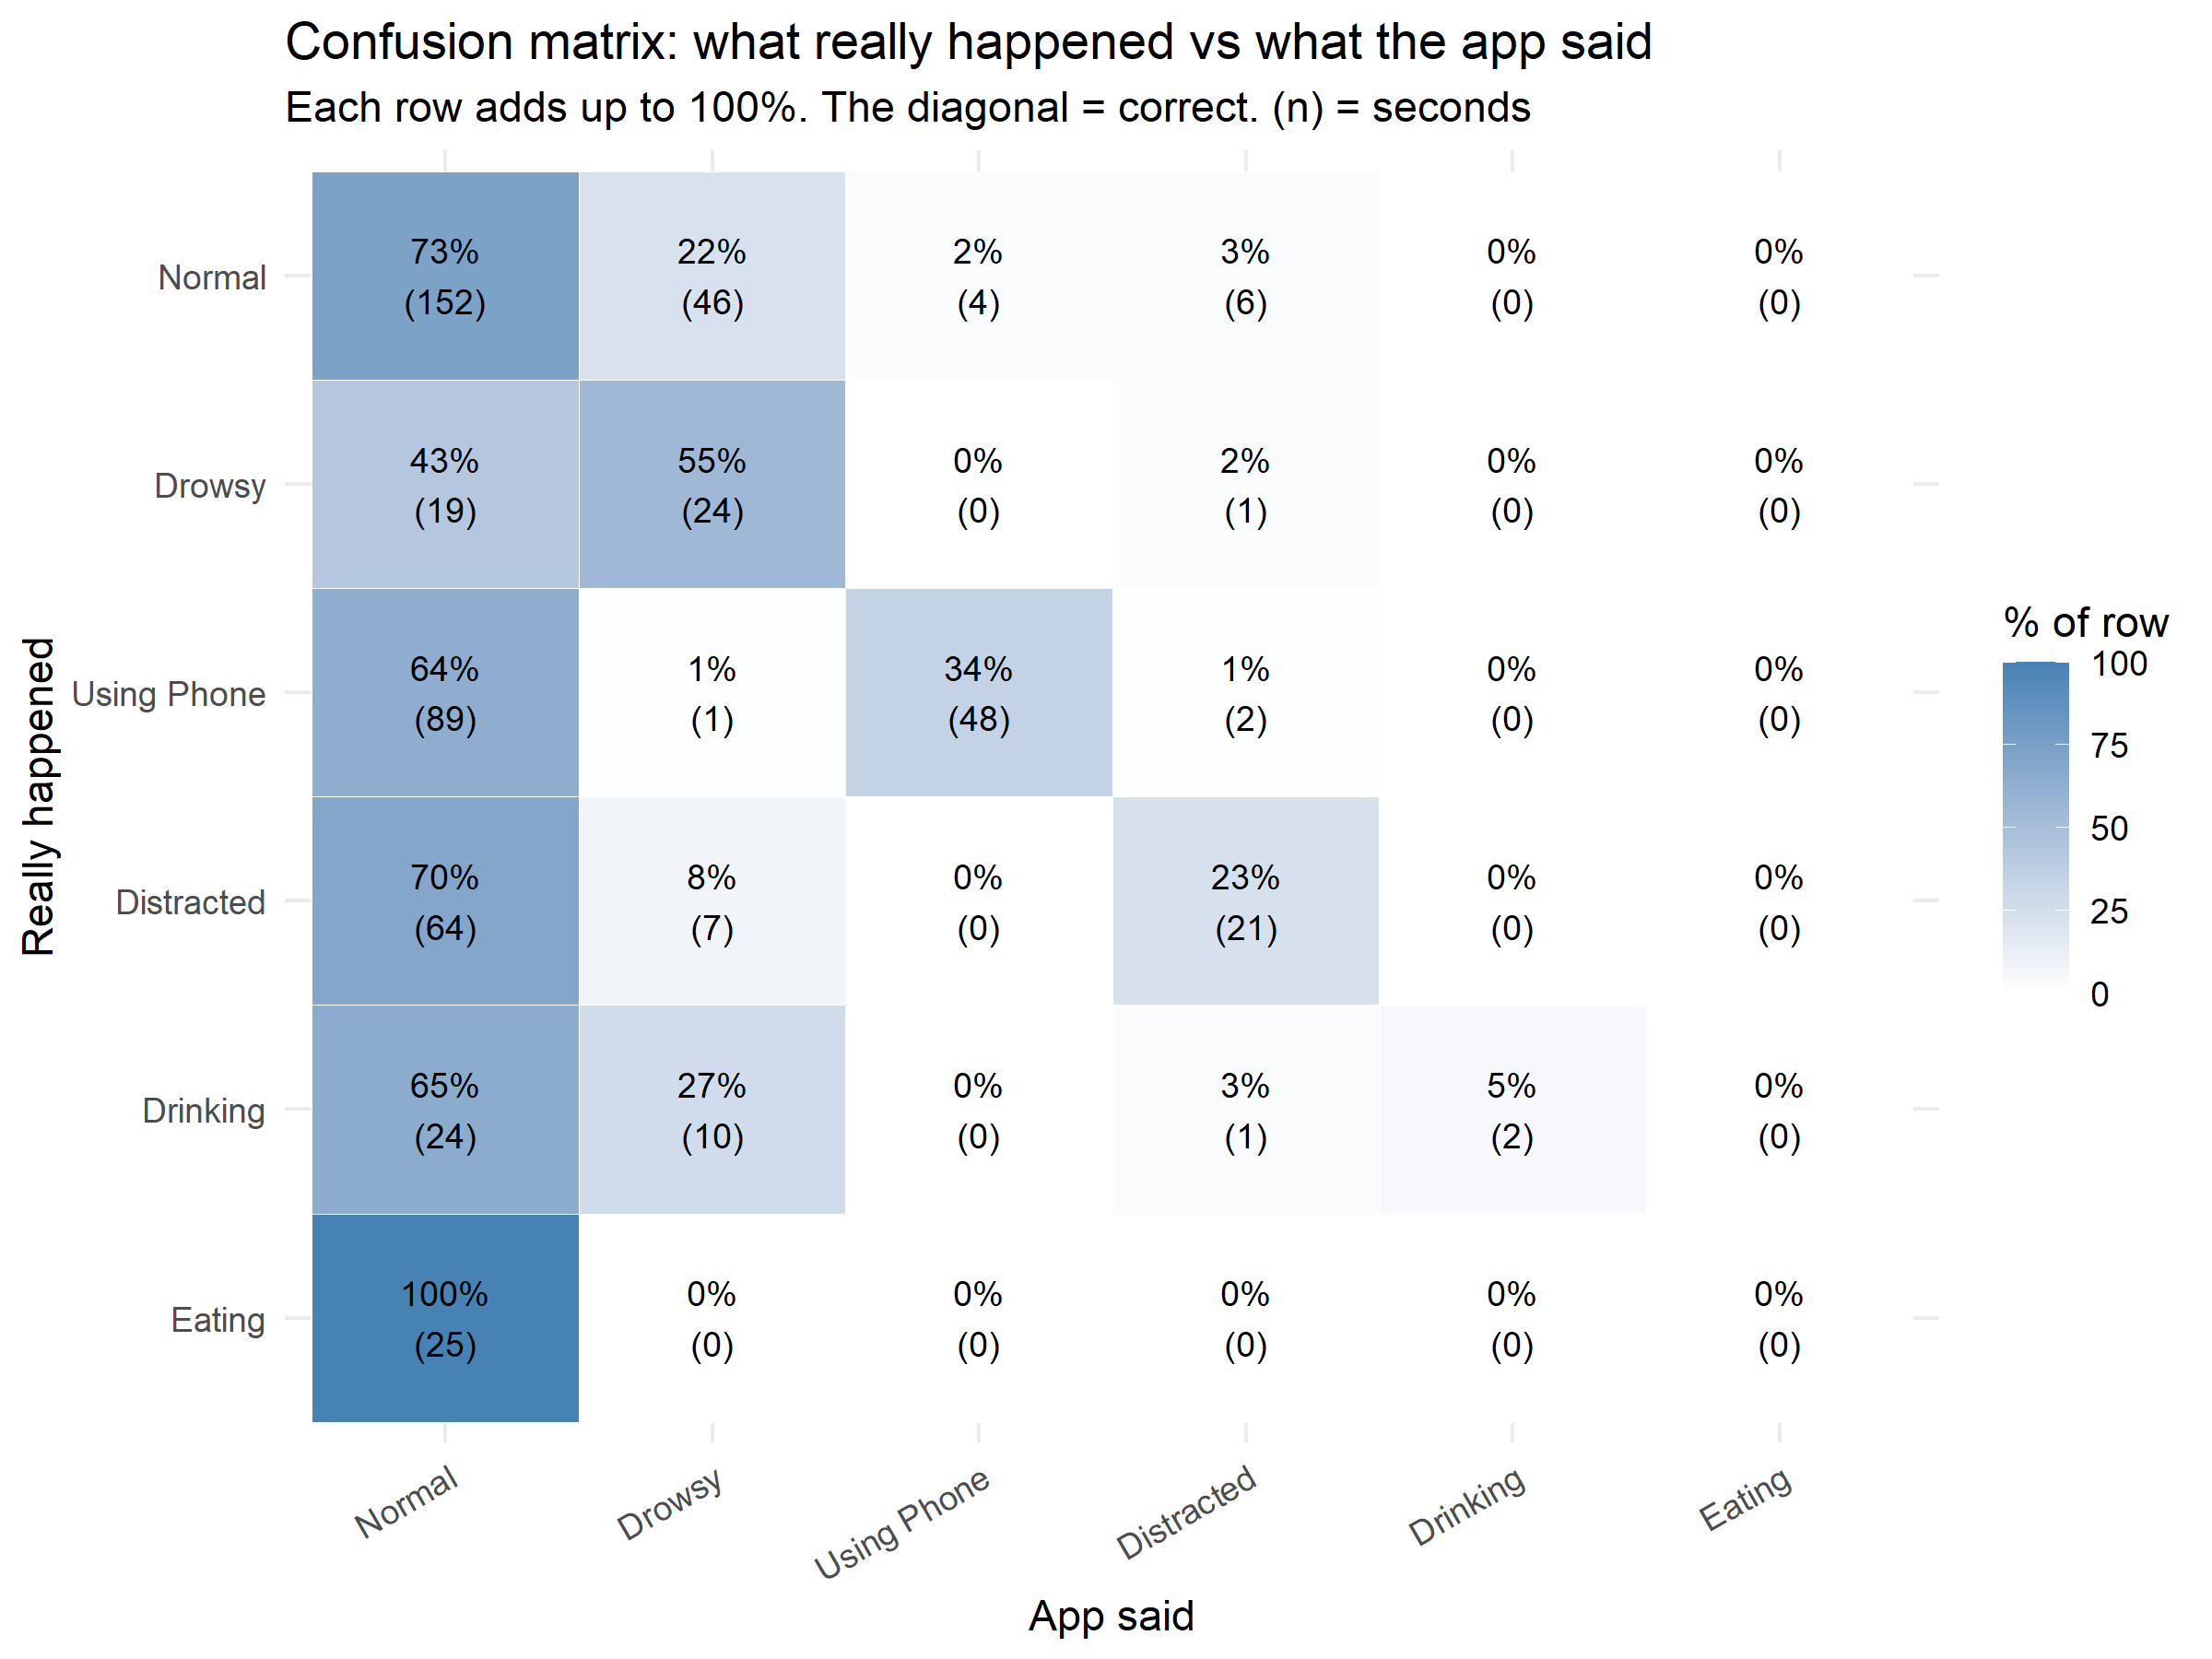 Confusion matrix: what really happened vs what the app said
Each row adds up to 100%. The diagonal = correct. (n) = seconds
Really happened
Normal
73% 22% 2% 3% 0% 0%
(152) (46) (4) (6) (0) (0)
Drowsy
43% 55% 0% 2% 0% 0%
(19) (24) (0) (1) (0) (0)
Using Phone
64% 1% 34% 1% 0% 0%
(89) (1) (48) (2) (0) (0)
Distracted
70% 8% 0% 23% 0% 0%
(64) (7) (0) (21) (0) (0)
Drinking
65% 27% 0% 3% 5% 0%
(24) (10) (0) (1) (2) (0)
Eating
100% 0% 0% 0% 0% 0%
(25) (0) (0) (0) (0) (0)
Normal Drowsy Using Phone Distracted Drinking Eating
App said
% of row
100
75
50
25
0